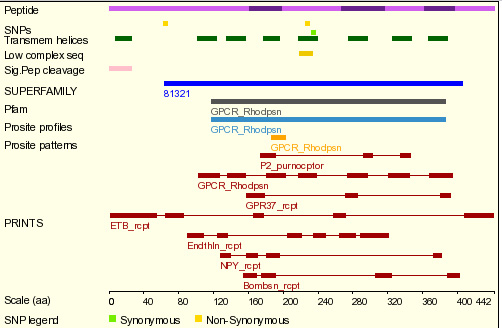 Peptide
SNPs
Transmem helices
Low complex seq
Sig.Pep cleavage
SUPERFAMILY
81321
Pfam
GPCR_Rhodpsn
Prosite profiles
GPCR_Rhodpsn
Prosite patterns
GPCR_Rhodpsn
P2_purnocptor
GPCR_Rhodpsn
GPR37_rcpt
PRINTS
ETB_rcpt
Endthln_rcpt
NPY_rcpt
Bombsn_rcpt
Scale (aa)
0 40 80 120 160 200 240 280 320 360 400 442
SNP legend Synonymous Non-Synonymous